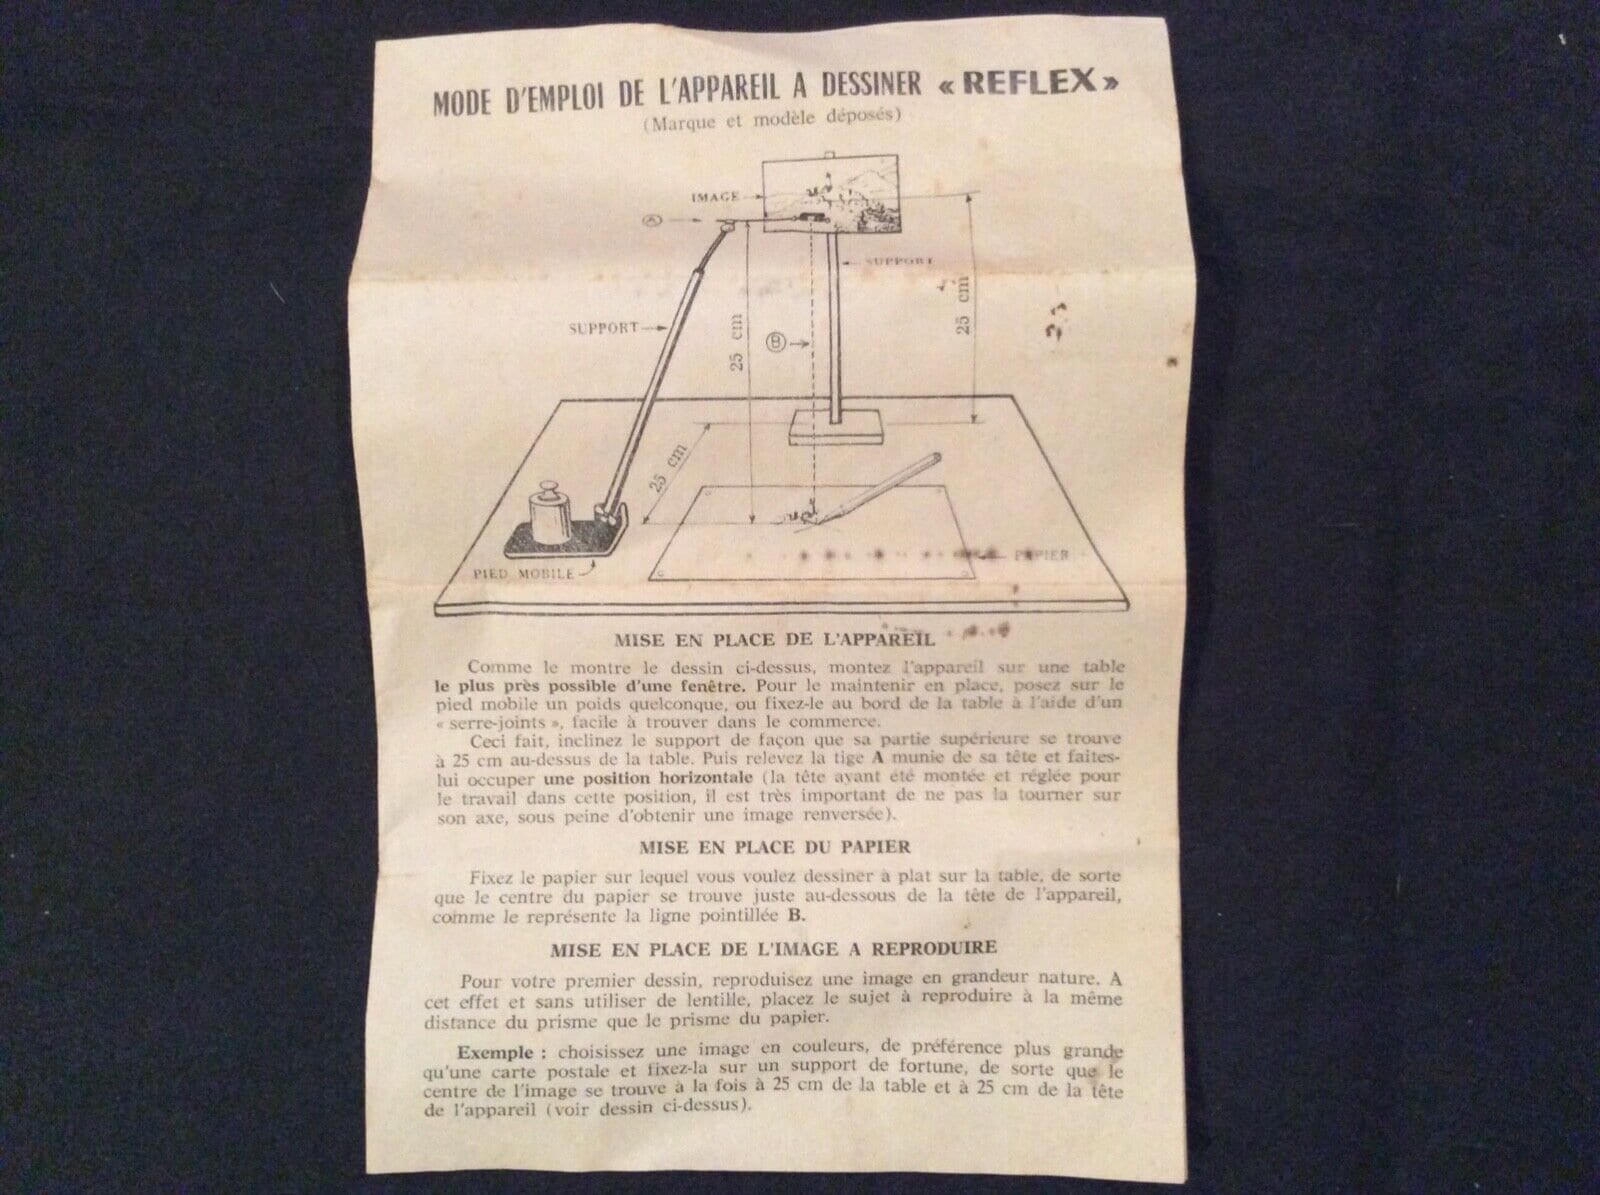 MODE D'EMPLOI DE L'APPAREIL A DESSINER « REFLEX »
(Marque et modèle déposés)
IMAGE
A
SUPPORT
SUPPORT
25 cm
B
25 cm
25 cm
PIED MOBILE
PAPIER
MISE EN PLACE DE L'APPAREIL
Comme le montre le dessin ci-dessus, montez l'appareil sur une table
le plus près possible d'une fenêtre. Pour le maintenir en place, posez sur le
pied mobile un poids quelconque, ou fixez-le au bord de la table à l'aide d'un
« serre-joints », facile à trouver dans le commerce.
Ceci fait, inclinez le support de façon que sa partie supérieure se trouve
à 25 cm au-dessus de la table. Puis relevez la tige A munie de sa tête et faites-
lui occuper une position horizontale (la tête ayant été montée et réglée pour
le travail dans cette position, il est très important de ne pas la tourner sur
son axe, sous peine d'obtenir une image renversée).
MISE EN PLACE DU PAPIER
Fixez le papier sur lequel vous voulez dessiner à plat sur la table, de sorte
que le centre du papier se trouve juste au-dessous de la tête de l'appareil,
comme le représente la ligne pointillée B.
MISE EN PLACE DE L'IMAGE A REPRODUIRE
Pour votre premier dessin, reproduisez une image en grandeur nature. A
cet effet et sans utiliser de lentille, placez le sujet à reproduire à la même
distance du prisme que le prisme du papier.
Exemple : choisissez une image en couleurs, de préférence plus grande
qu'une carte postale et fixez-la sur un support de fortune, de sorte que le
centre de l'image se trouve à la fois à 25 cm de la table et à 25 cm de la tête
de l'appareil (voir dessin ci-dessus).